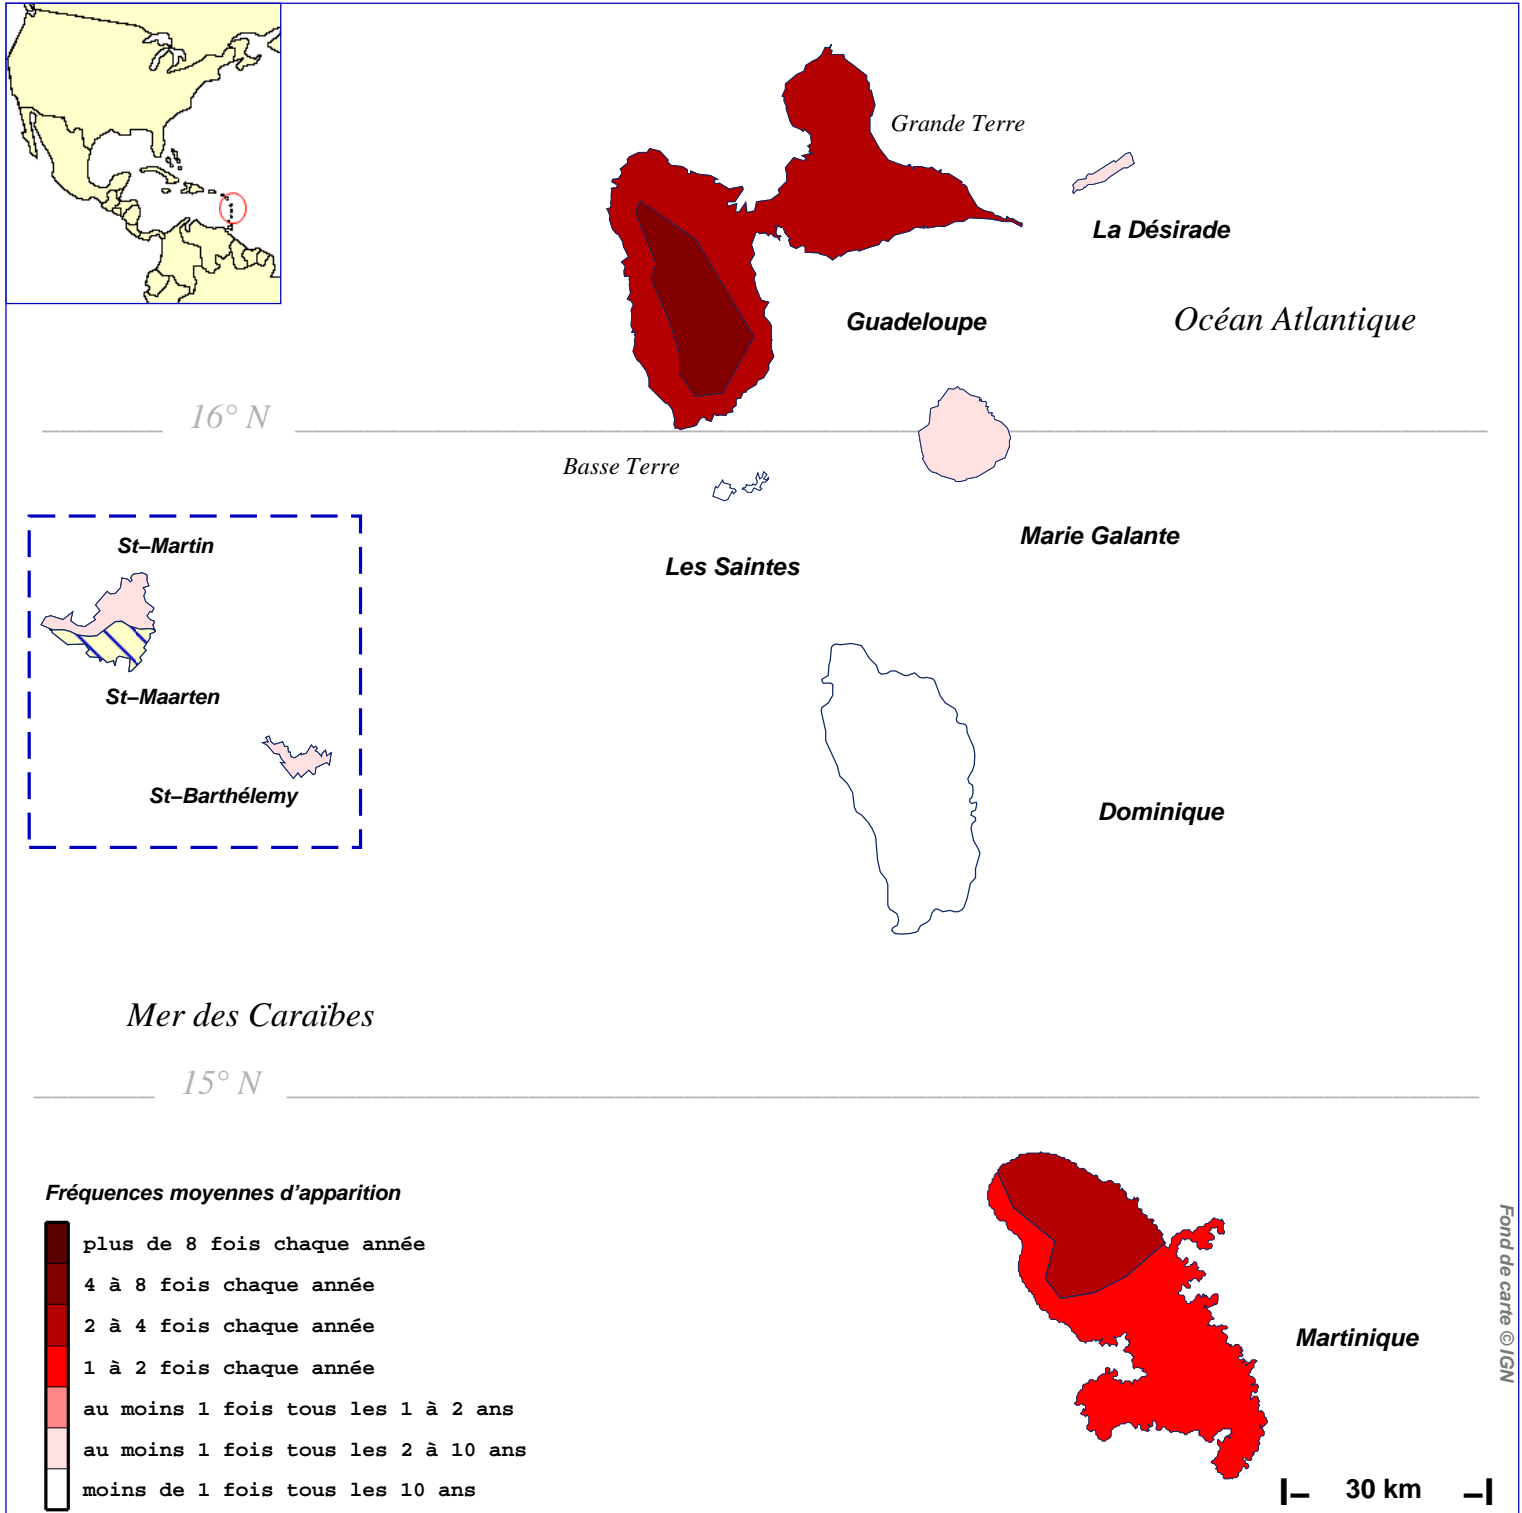 Grande Terre
La Désirade
Guadeloupe
Océan Atlantique
16° N
Basse Terre
Marie Galante
St–Martin
Les Saintes
St–Maarten
St–Barthélemy
Dominique
Mer des Caraïbes
15° N
Fréquences moyennes d'apparition
plus de 8 fois chaque année
4 à 8 fois chaque année
2 à 4 fois chaque année
1 à 2 fois chaque année
au moins 1 fois tous les 1 à 2 ans
au moins 1 fois tous les 2 à 10 ans
moins de 1 fois tous les 10 ans
Martinique
30 km
Fond de carte © IGN